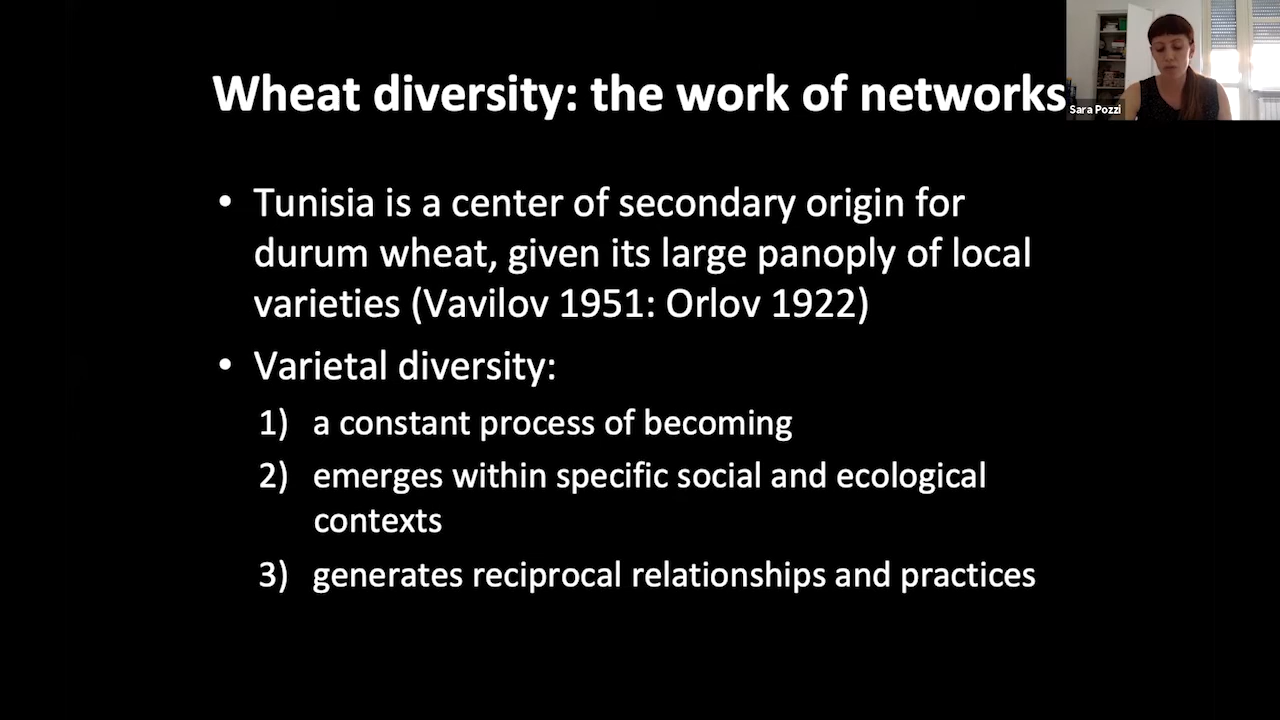 Wheat diversity: the work of networks
Sara Pozzi
• Tunisia is a center of secondary origin for
durum wheat, given its large panoply of local
varieties (Vavilov 1951: Orlov 1922)
• Varietal diversity:
1) a constant process of becoming
2) emerges within specific social and ecological
contexts
3) generates reciprocal relationships and practices